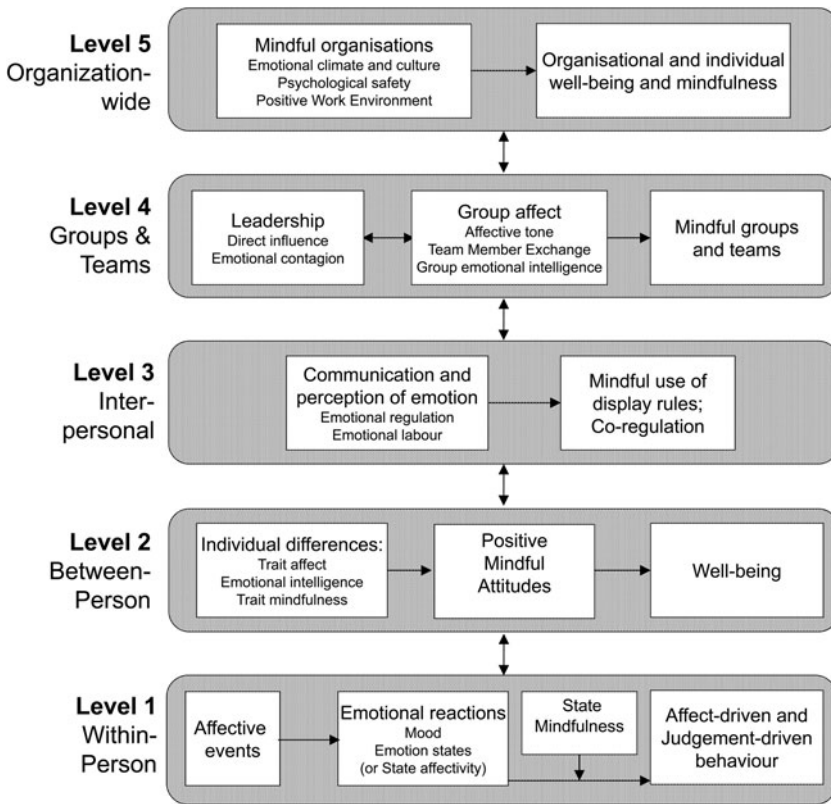 Level 5
Organization-
wide
Mindful organisations
Emotional climate and culture
Psychological safety
Positive Work Environment
Organisational and individual
well-being and mindfulness
Level 4
Groups &
Teams
Leadership
Direct influence
Emotional contagion
Group affect
Affective tone
Team Member Exchange
Group emotional intelligence
Mindful groups
and teams
Level 3
Inter-
personal
Communication and
perception of emotion
Emotional regulation
Emotional labour
Mindful use of
display rules;
Co-regulation
Level 2
Between-
Person
Individual differences:
Trait affect
Emotional intelligence
Trait mindfulness
Positive
Mindful
Attitudes
Well-being
Level 1
Within-
Person
Affective
events
Emotional reactions
Mood
Emotion states
(or State affectivity)
State
Mindfulness
Affect-driven and
Judgement-driven
behaviour